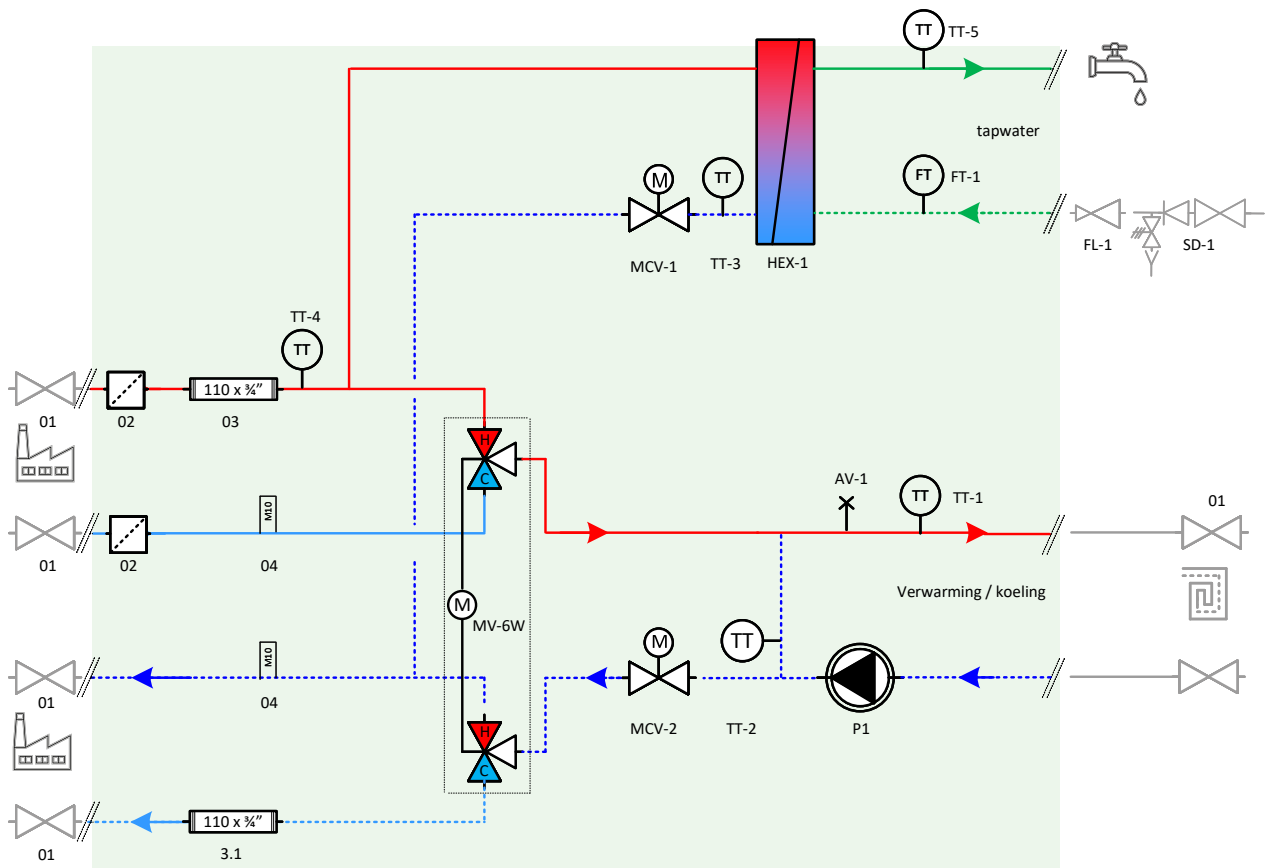 TT
TT-5
tapwater
M
TT
FT
FT-1
MCV-1
TT-3
HEX-1
FL-1
SD-1
TT-4
TT
110 x ¾”
01
02
03
H
C
AV-1
TT
TT-1
01
M10
01
02
04
M
MV-6W
Verwarming / koeling
M10
M
TT
01
04
MCV-2
TT-2
P1
H
C
110 x ¾”
01
3.1